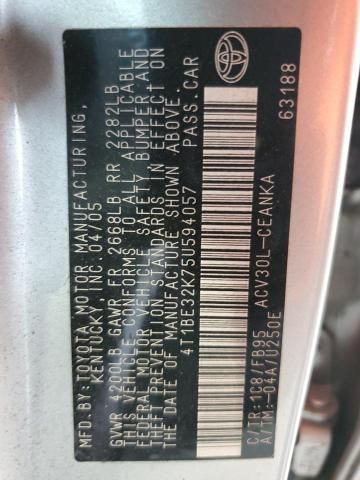 MFD. BY: TOYOTA MOTOR MANUFACTURING,
KENTUCKY, INC. 04/05
GVWR 4200LB GAWR FR 2668LB RR 2282LB
THIS VEHICLE CONFORMS TO ALL APPLICABLE
FEDERAL MOTOR VEHICLE SAFETY, BUMPER, AND
THEFT PREVENTION STANDARDS IN EFFECT ON
THE DATE OF MANUFACTURE SHOWN ABOVE.
4T1BE32K75U594057 PASS. CAR
C/TR: 1C8/FB95 ACV30L-CEANKA
A/TM: -04A/U250E
63188
TOYOTA